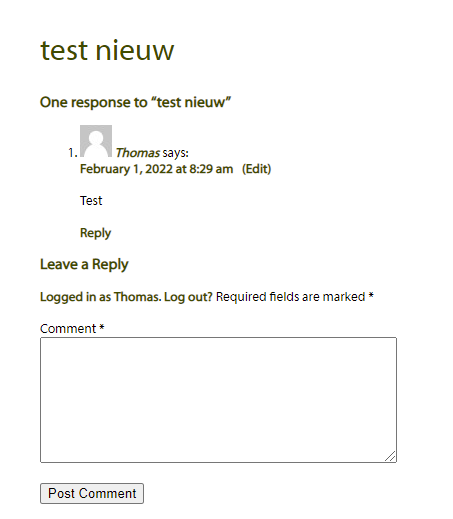 test nieuw
One response to “test nieuw”
1. Thomas says:
February 1, 2022 at 8:29 am (Edit)
Test
Reply
Leave a Reply
Logged in as Thomas. Log out? Required fields are marked *
Comment *
Post Comment